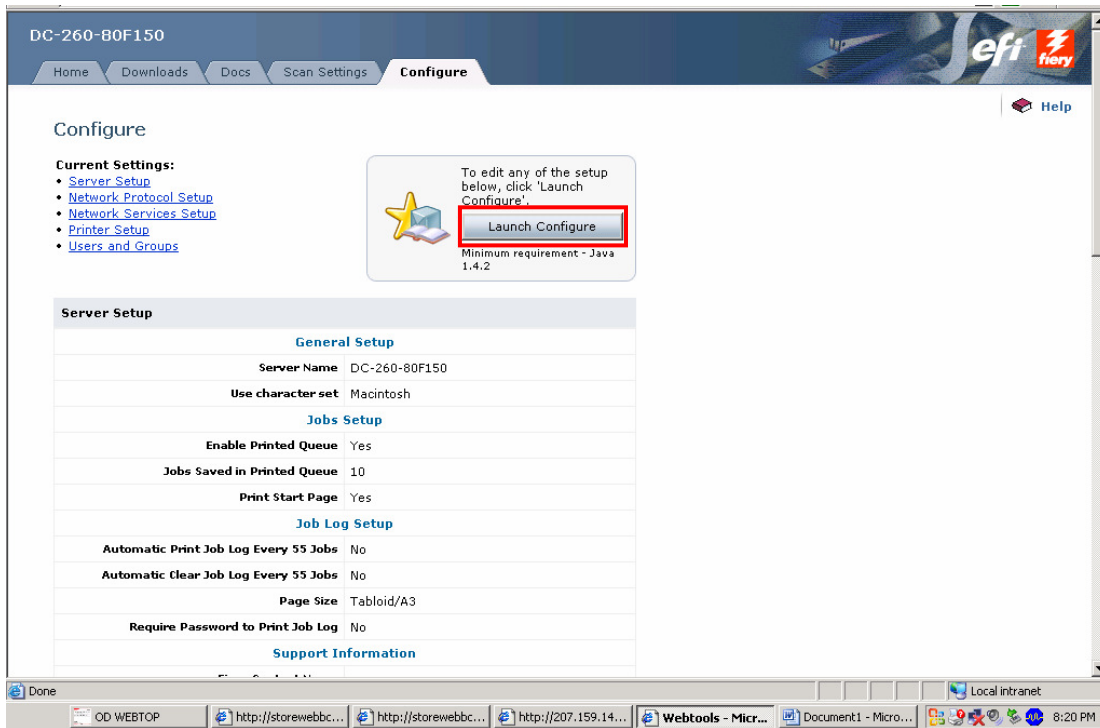 DC-260-80F150
efi fiery
Home Downloads Docs Scan Settings Configure
Help
Configure
Current Settings:
• Server Setup
• Network Protocol Setup
• Network Services Setup
• Printer Setup
• Users and Groups
To edit any of the setup
below, click 'Launch
Configure'.
Launch Configure
Minimum requirement - Java
1.4.2
Server Setup
General Setup
Server Name DC-260-80F150
Use character set Macintosh
Jobs Setup
Enable Printed Queue Yes
Jobs Saved in Printed Queue 10
Print Start Page Yes
Job Log Setup
Automatic Print Job Log Every 55 Jobs No
Automatic Clear Job Log Every 55 Jobs No
Page Size Tabloid/A3
Require Password to Print Job Log No
Support Information
Done Local intranet
OD WEBTOP http://storewebbc... http://storewebbc... http://207.159.14... Webtools - Micr... Document1 - Micro... 8:20 PM